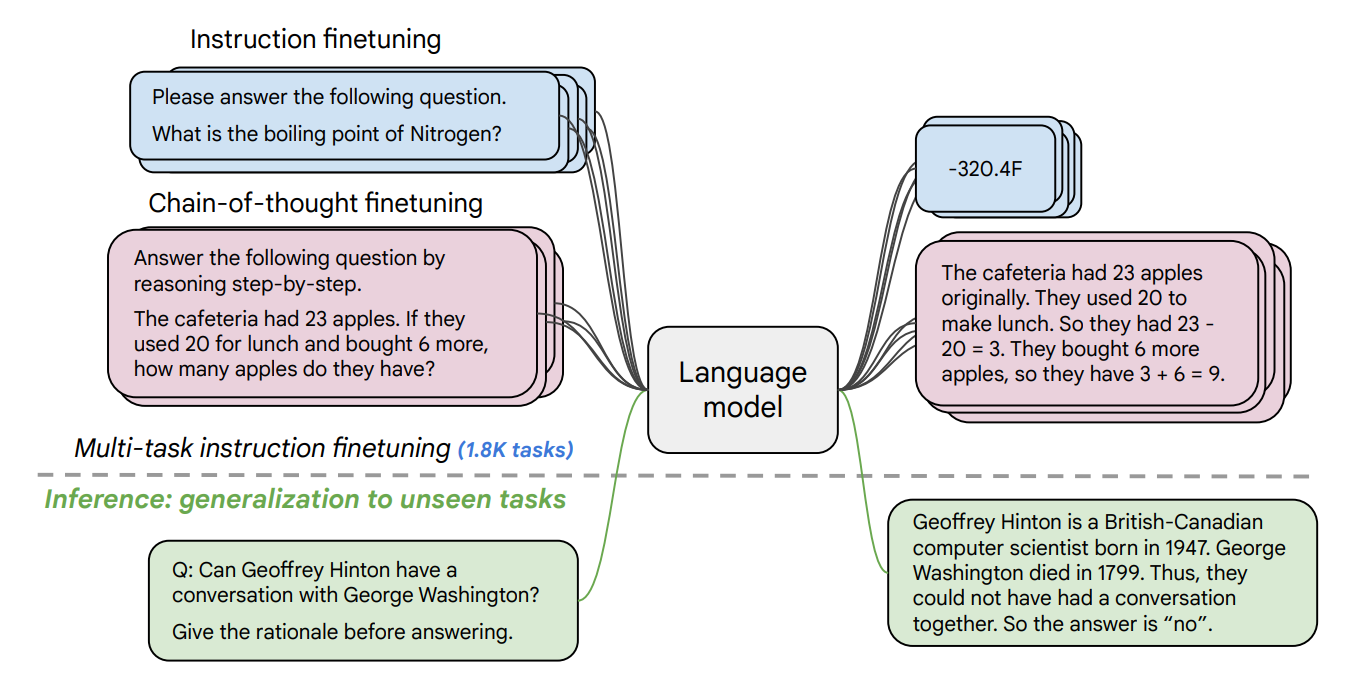 Instruction finetuning
Please answer the following question.
What is the boiling point of Nitrogen?
-320.4F
Chain-of-thought finetuning
Answer the following question by
reasoning step-by-step.
The cafeteria had 23 apples. If they
used 20 for lunch and bought 6 more,
how many apples do they have?
The cafeteria had 23 apples
originally. They used 20 to
make lunch. So they had 23 -
20 = 3. They bought 6 more
apples, so they have 3 + 6 = 9.
Language
model
Multi-task instruction finetuning (1.8K tasks)
Inference: generalization to unseen tasks
Q: Can Geoffrey Hinton have a
conversation with George Washington?
Give the rationale before answering.
Geoffrey Hinton is a British-Canadian
computer scientist born in 1947. George
Washington died in 1799. Thus, they
could not have had a conversation
together. So the answer is “no”.